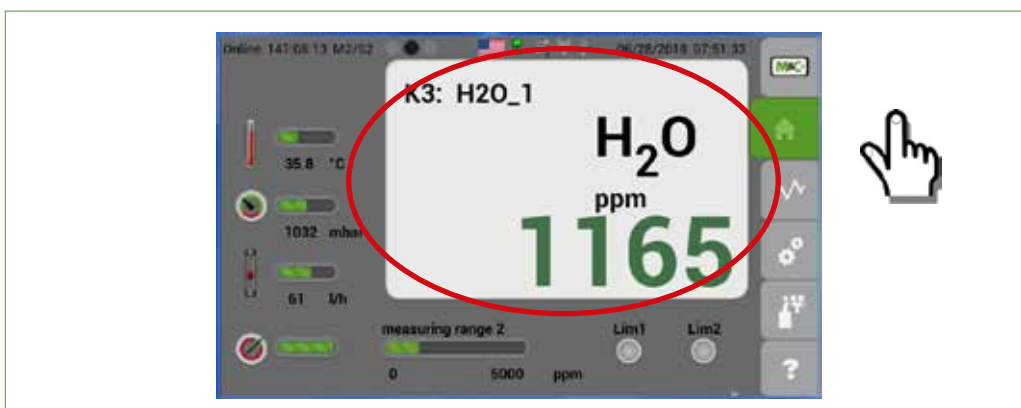 Online 141:08:13 M2/S2 06/28/2018 07:51:33
MAC
K3: H2O_1
H2O
ppm
1165
35.8 °C
1032 mbar
61 l/h
measuring range 2
Lim1 Lim2
0 5000 ppm
?